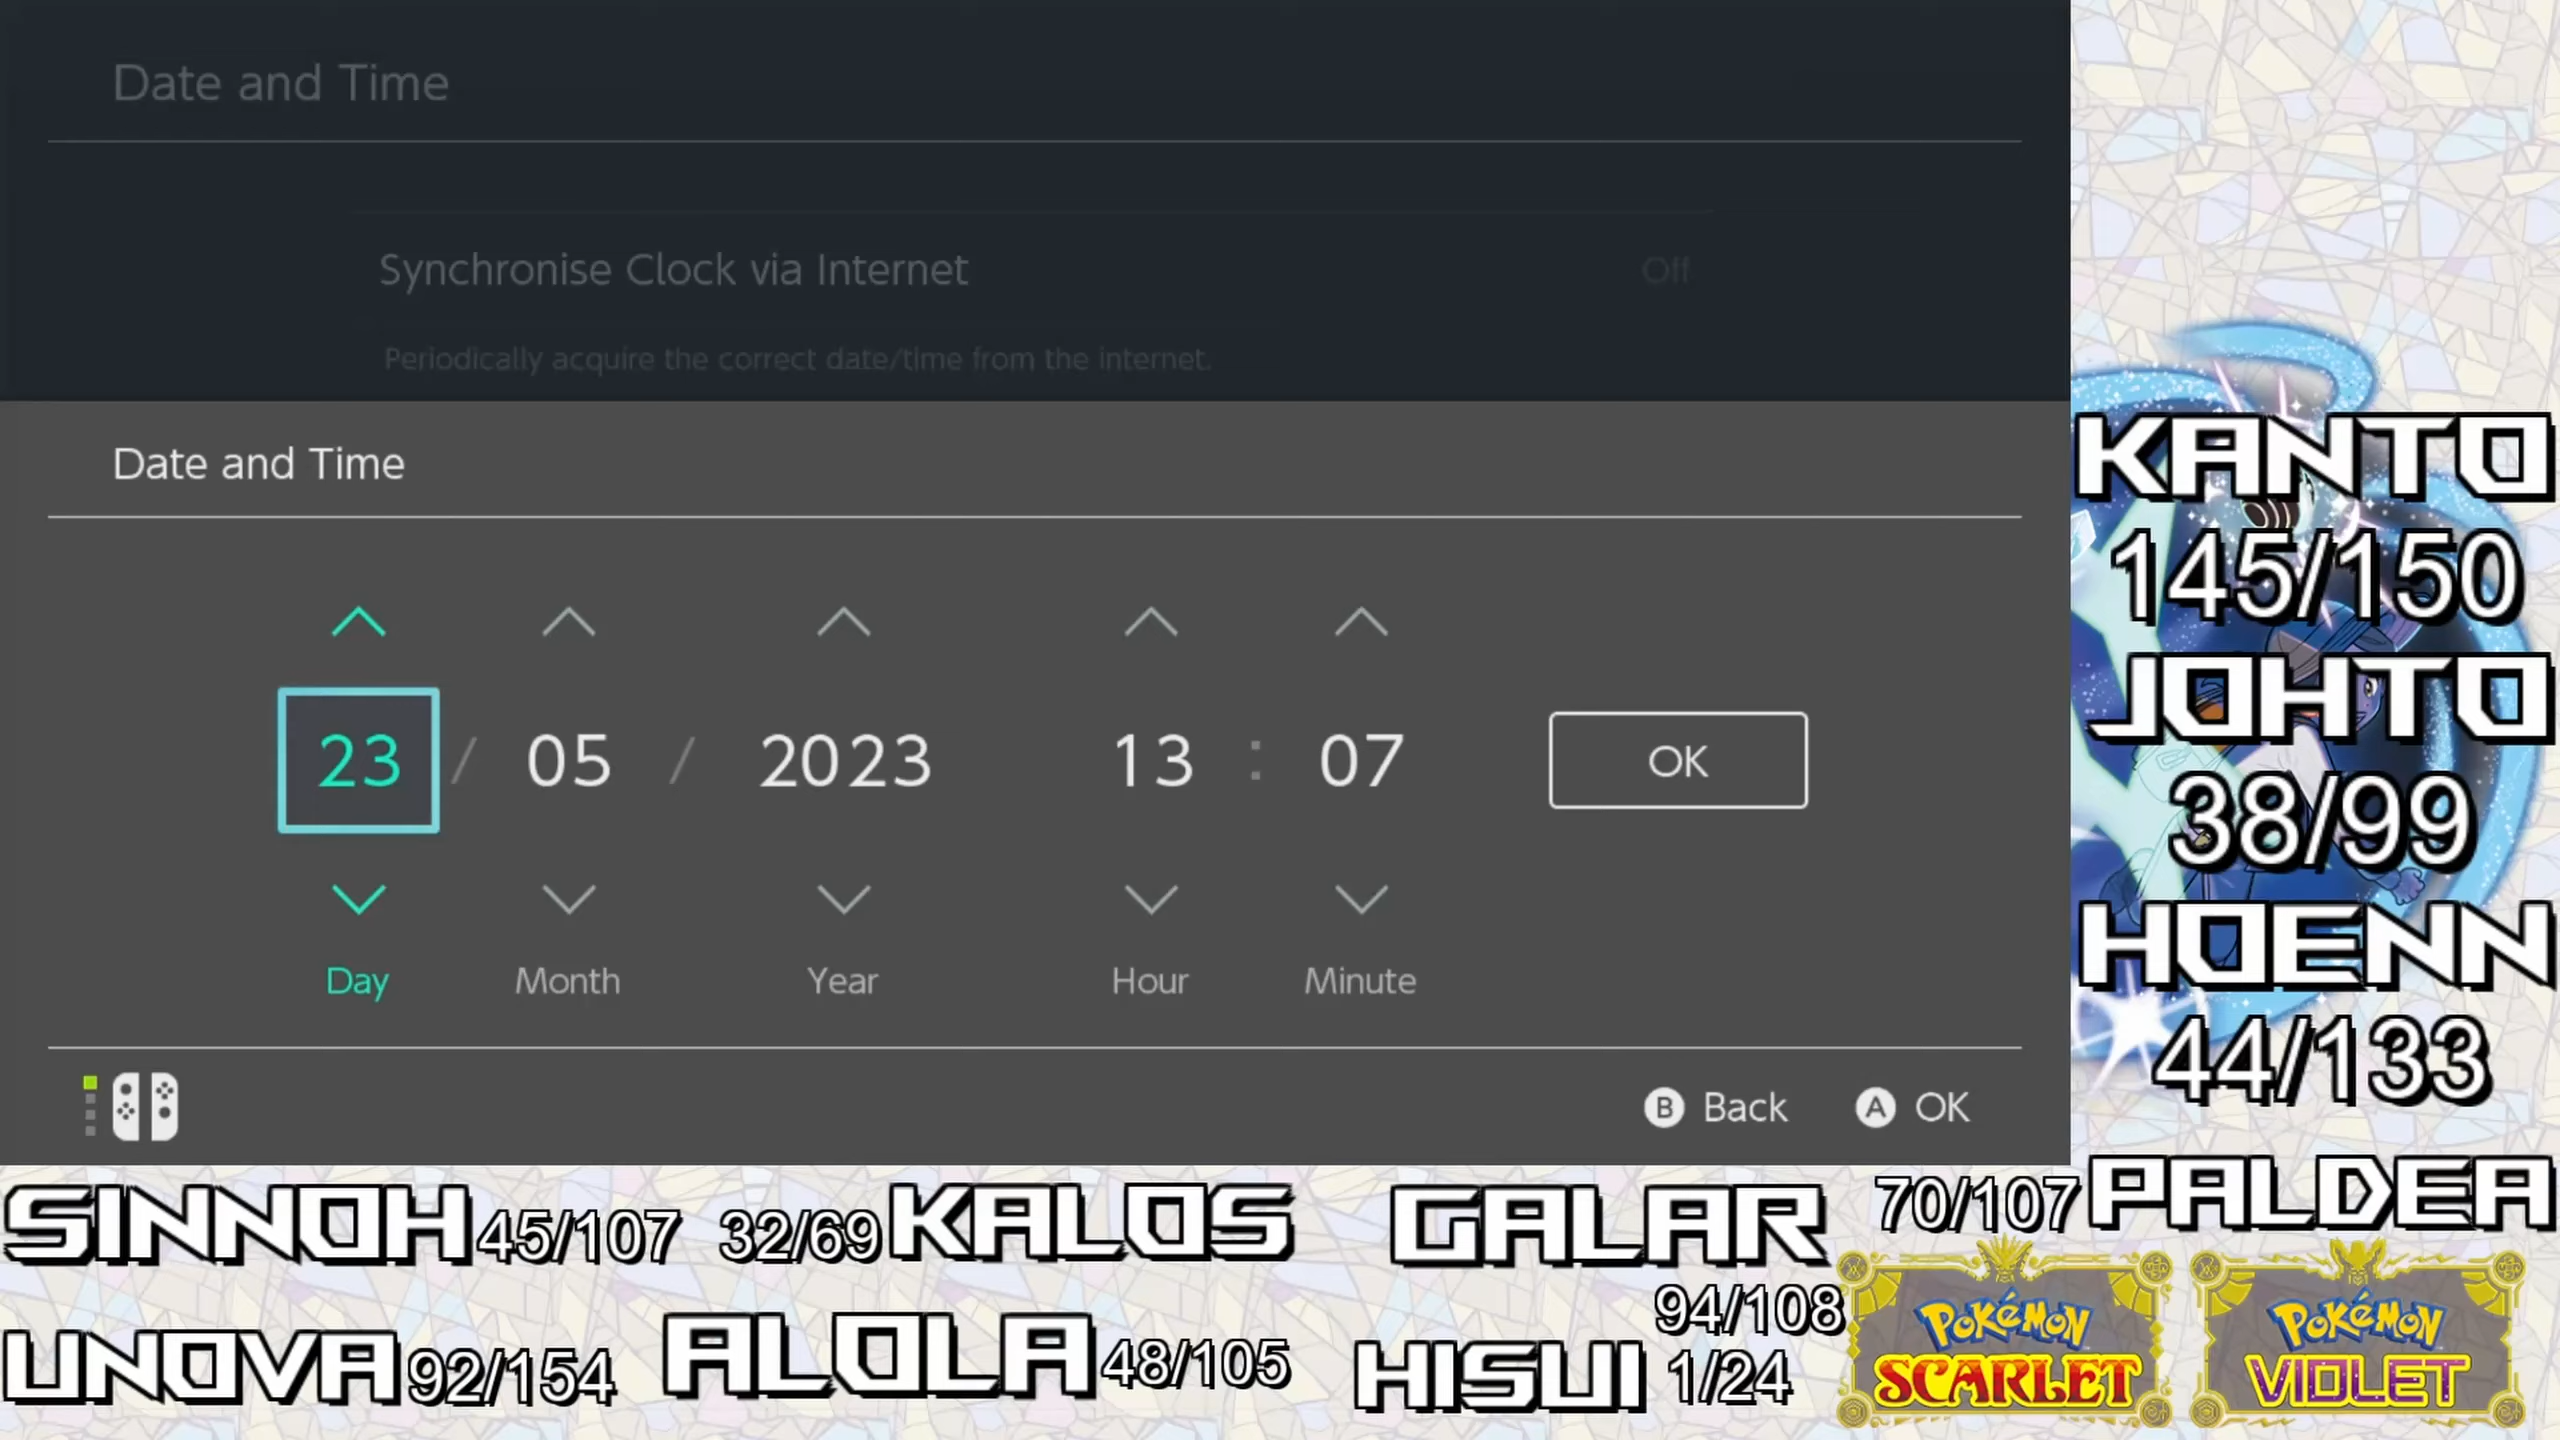 Date and Time
Synchronise Clock via Internet Off
Periodically acquire the correct date/time from the internet.
Date and Time
23 / 05 / 2023 13 : 07 OK
Day Month Year Hour Minute
B Back A OK
KANTO
145/150
JOHTO
38/99
HOENN
44/133
SINNOH 45/107 32/69 KALOS GALAR 70/107 PALDEA
94/108
UNOVA 92/154 ALOLA 48/105 HISUI 1/24
POKéMON
SCARLET
POKéMON
VIOLET